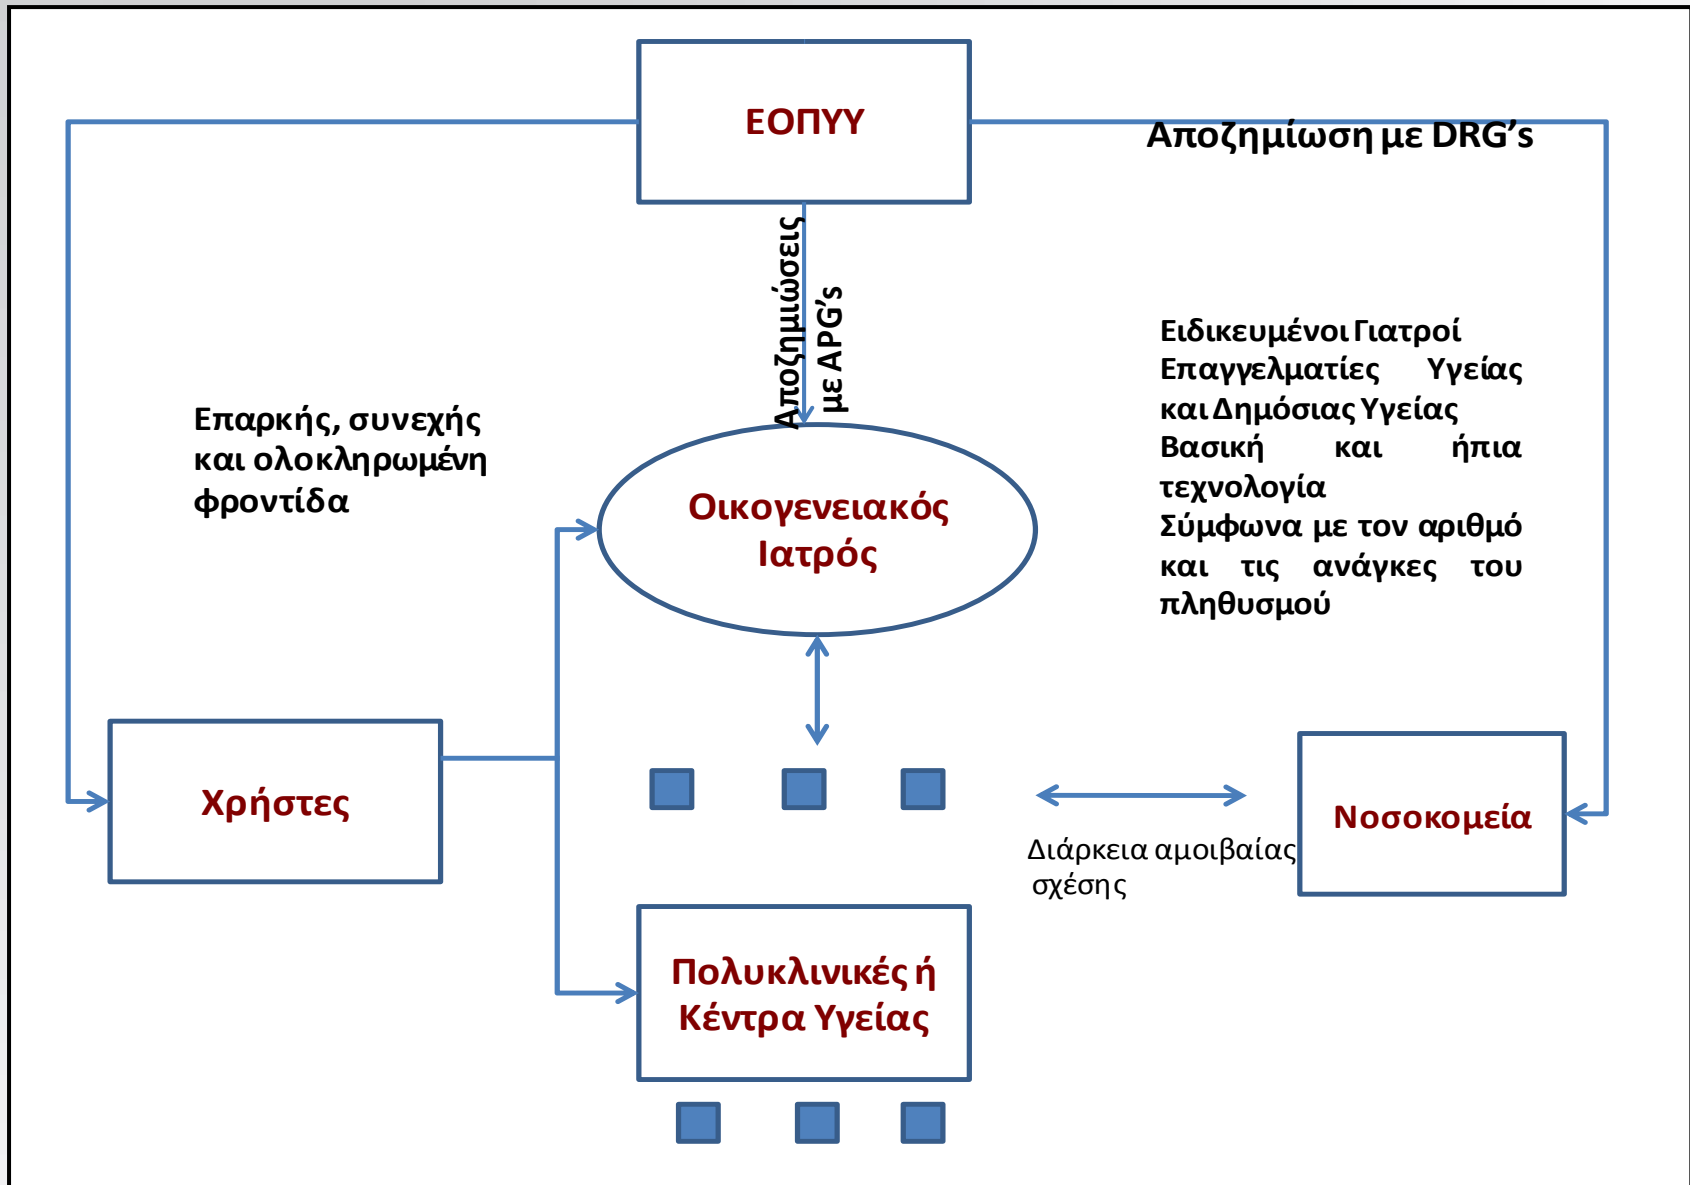 ΕΟΠΥΥ
Αποζημίωση με DRG’s
Αποζημιώσεις
με APG’s
Επαρκής, συνεχής
και ολοκληρωμένη
φροντίδα
Ειδικευμένοι Γιατροί
Επαγγελματίες Υγείας
και Δημόσιας Υγείας
Βασική και ήπια
τεχνολογία
Σύμφωνα με τον αριθμό
και τις ανάγκες του
πληθυσμού
Οικογενειακός
Ιατρός
Χρήστες
Νοσοκομεία
Διάρκεια αμοιβαίας
σχέσης
Πολυκλινικές ή
Κέντρα Υγείας